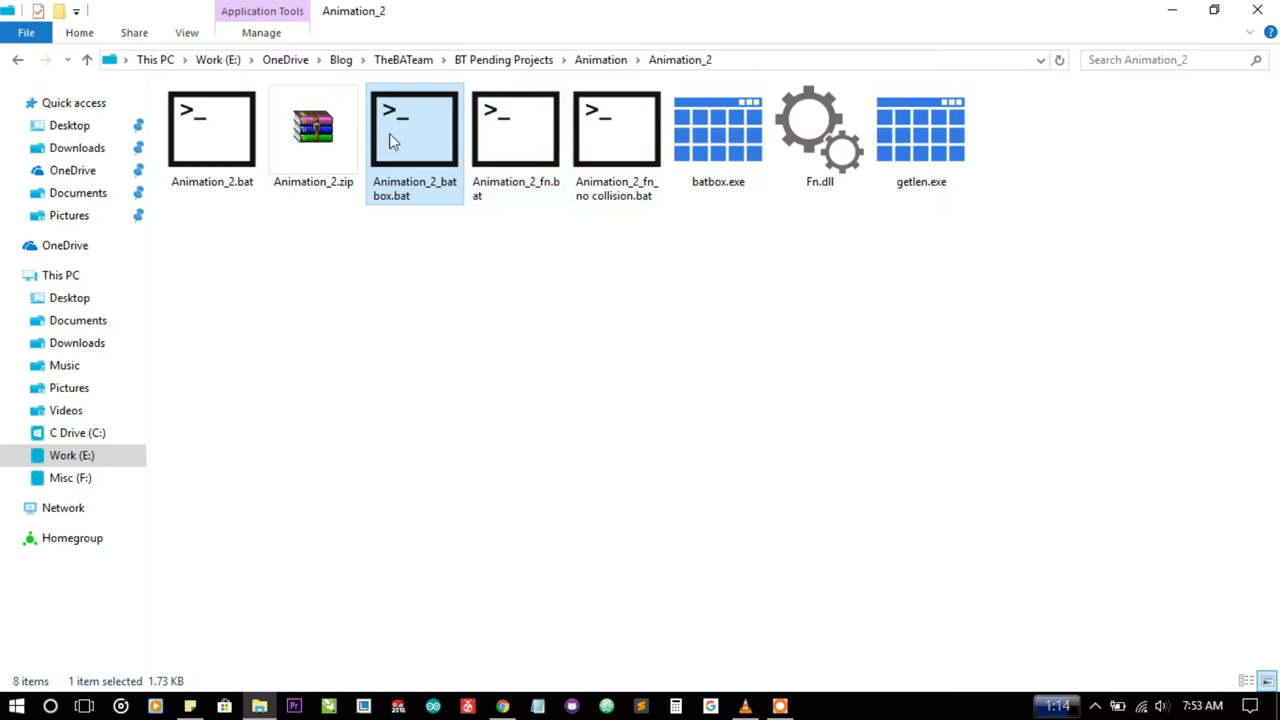 Application Tools
Animation_2
File
Home
Share
View
Manage
This PC
Work (E:)
OneDrive
Blog
TheBATeam
BT Pending Projects
Animation
Animation_2
Search Animation_2
Quick access
Desktop
Downloads
OneDrive
Documents
Pictures
OneDrive
This PC
Desktop
Documents
Downloads
Music
Pictures
Videos
C Drive (C:)
Work (E:)
Misc (F:)
Network
Homegroup
>_
Animation_2.bat
Animation_2.zip
>_
Animation_2_bat
box.bat
>_
Animation_2_fn.b
at
>_
Animation_2_fn_
no collision.bat
batbox.exe
Fn.dll
getlen.exe
8 items
1 item selected 1.73 KB
Pr
2016
G
1:14
7:53 AM